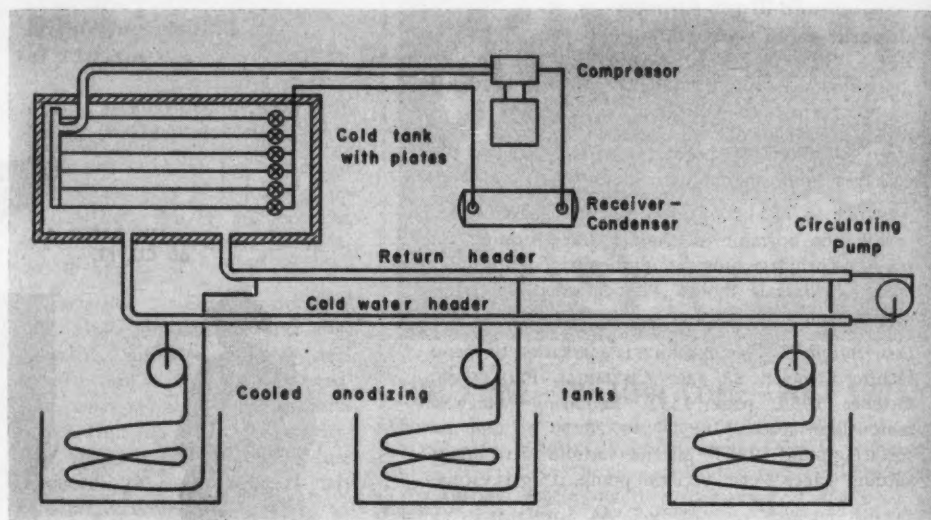 Compressor
Cold tank
with plates
Receiver –
Condenser
Circulating
Pump
Return header
Cold water header
Cooled anodizing tanks